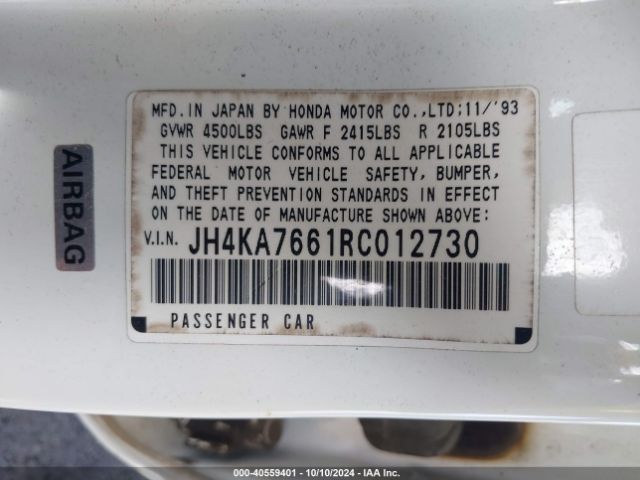 MFD. IN JAPAN BY HONDA MOTOR CO.,LTD;11/'93
GVWR 4500LBS GAWR F 2415LBS R 2105LBS
THIS VEHICLE CONFORMS TO ALL APPLICABLE
FEDERAL MOTOR VEHICLE SAFETY, BUMPER,
AND THEFT PREVENTION STANDARDS IN EFFECT
ON THE DATE OF MANUFACTURE SHOWN ABOVE:
V.I.N. JH4KA7661RC012730
PASSENGER CAR
AIRBAG
000-40559401 - 10/10/2024 - IAA Inc.